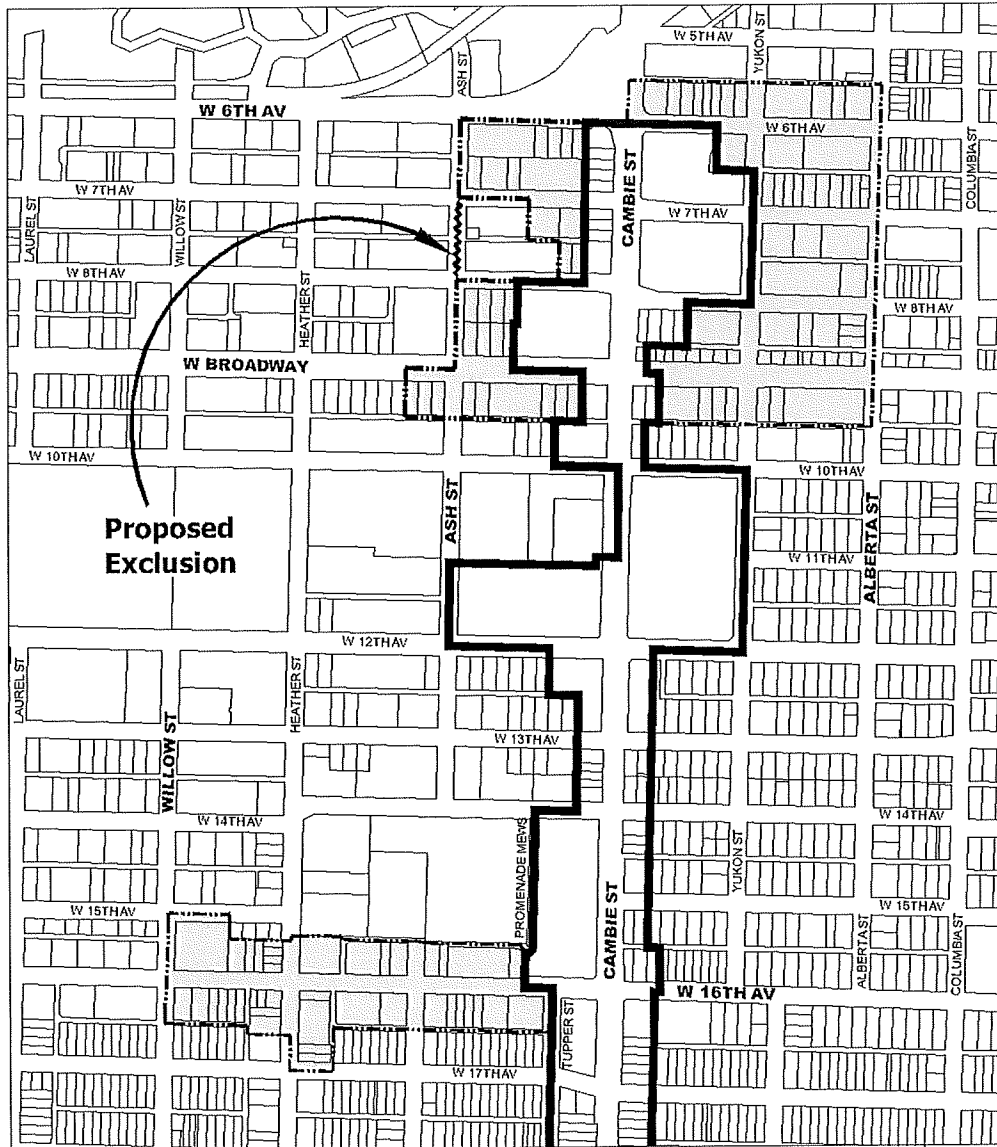 W 5TH AV
YUKON ST
ASH ST
W 6TH AV
W 6TH AV
COLUMBIA ST
W 7TH AV
LAUREL ST
WILLOW ST
CAMBIE ST
W 7TH AV
W 8TH AV
HEATHER ST
W 8TH AV
W BROADWAY
W 10TH AV
W 10TH AV
ASH ST
Proposed
Exclusion
ALBERTA ST
W 11TH AV
W 12TH AV
LAUREL ST
HEATHER ST
WILLOW ST
W 13TH AV
W 14TH AV
W 14TH AV
PROMENADE MEWS
YUKON ST
W 15TH AV
W 15TH AV
CAMBIE ST
ALBERTA ST
COLUMBIA ST
W 16TH AV
TUPPER ST
W 17TH AV